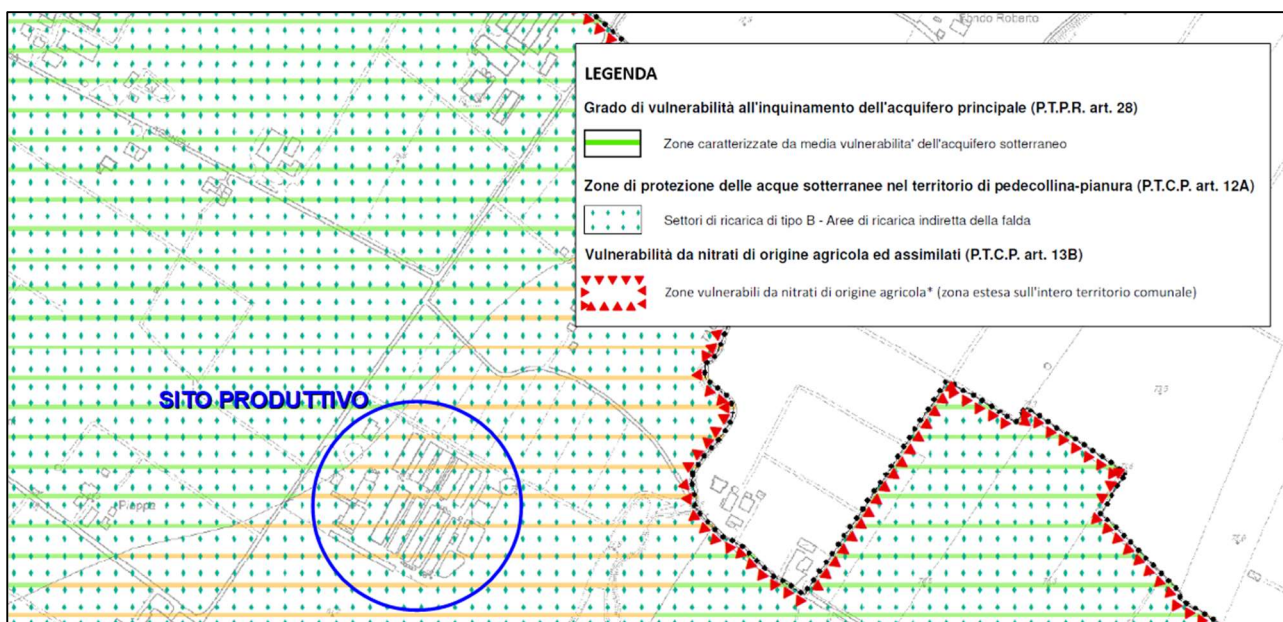 Fondo Roberto
LEGENDA
Grado di vulnerabilità all'inquinamento dell'acquifero principale (P.T.P.R. art. 28)
Zone caratterizzate da media vulnerabilita' dell'acquifero sotterraneo
Zone di protezione delle acque sotterranee nel territorio di pedecollina-pianura (P.T.C.P. art. 12A)
Settori di ricarica di tipo B - Aree di ricarica indiretta della falda
Vulnerabilità da nitrati di origine agricola ed assimilati (P.T.C.P. art. 13B)
Zone vulnerabili da nitrati di origine agricola* (zona estesa sull'intero territorio comunale)
SITO PRODUTTIVO
Pioppa